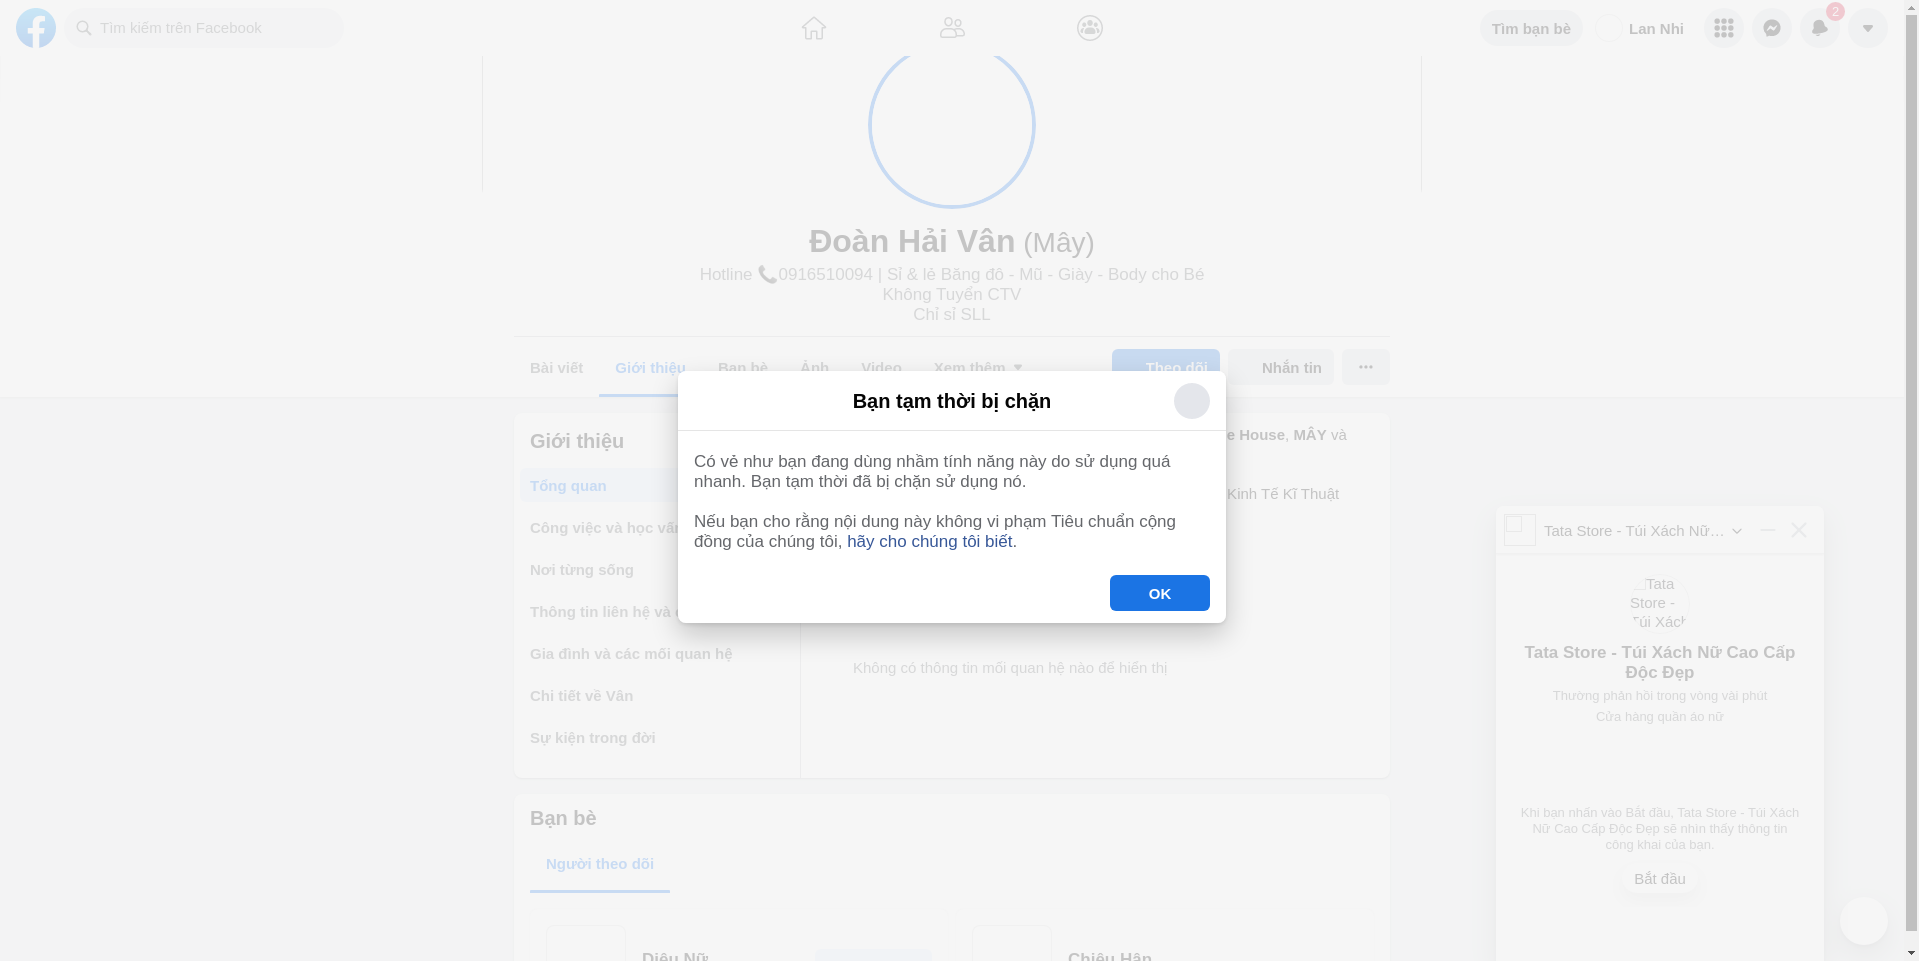 Tìm kiếm trên Facebook
Tìm bạn bè
Lan Nhi
2
Đoàn Hải Vân (Mây)
Hotline 📞0916510094 | Sỉ & lẽ Băng đô - Mũ - Giày - Body cho Bé
Không Tuyển CTV
Chỉ sỉ SLL
Bài viết
Giới thiệu
Bạn bè
Ảnh
Video
Xem thêm
Theo dõi
Nhắn tin
Bạn tạm thời bị chặn
Có vẻ như bạn đang dùng nhầm tính năng này do sử dụng quá
nhanh. Bạn tạm thời đã bị chặn sử dụng nó.
Nếu bạn cho rằng nội dung này không vi phạm Tiêu chuẩn cộng
đồng của chúng tôi, hãy cho chúng tôi biết.
OK
Giới thiệu
Tổng quan
Công việc và học vấn
Nơi từng sống
Thông tin liên hệ và
Gia đình và các mối quan hệ
Chi tiết về Vân
Sự kiện trong đời
House, MÂY và
Kinh Tế Kĩ Thuật
Không có thông tin mối quan hệ nào để hiển thị
Bạn bè
Người theo dõi
Diệu Nữ
Chiêu Hân
Tata Store - Túi Xách Nữ...
Tata
Store -
Túi Xách
Tata Store - Túi Xách Nữ Cao Cấp
Độc Đẹp
Thường phản hồi trong vòng vài phút
Cửa hàng quần áo nữ
Khi bạn nhấn vào Bắt đầu, Tata Store - Túi Xách
Nữ Cao Cấp Độc Đẹp sẽ nhìn thấy thông tin
công khai của bạn.
Bắt đầu